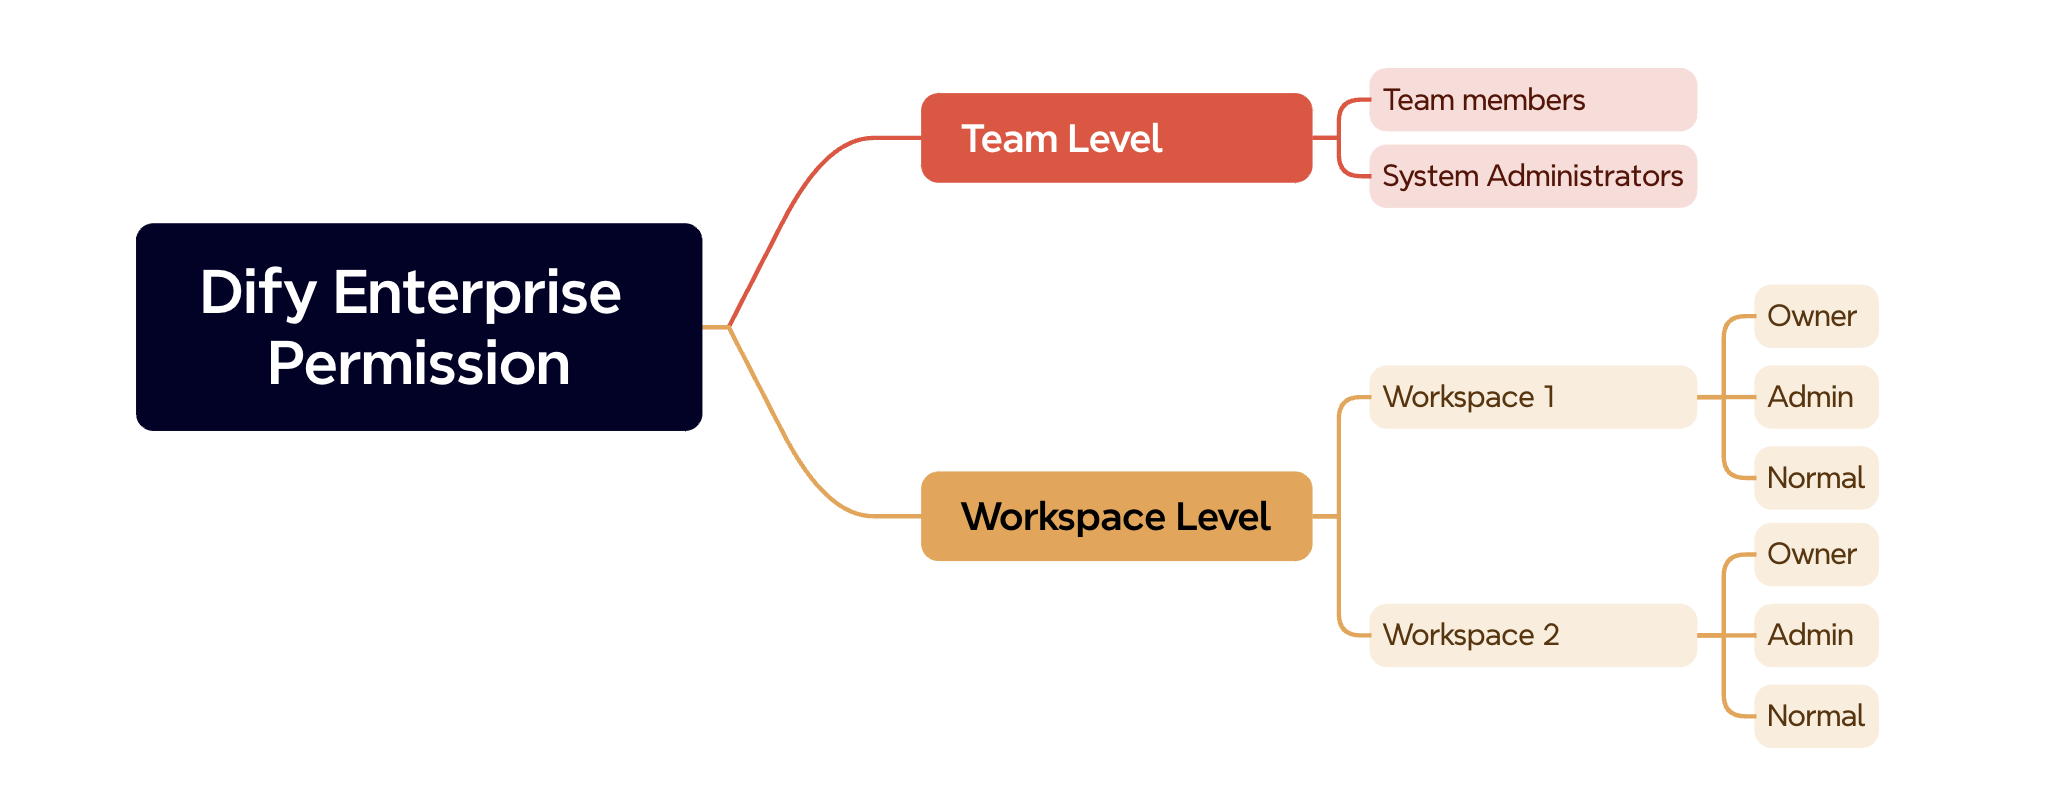 Dify Enterprise
Permission
Team Level
Team members
System Administrators
Workspace Level
Workspace 1
Owner
Admin
Normal
Workspace 2
Owner
Admin
Normal